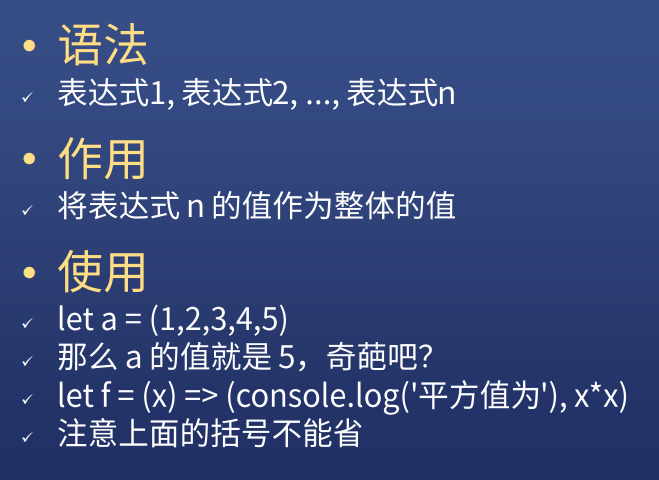 语法
表达式1, 表达式2, ..., 表达式n
作用
将表达式 n 的值作为整体的值
使用
let a = (1,2,3,4,5)
那么 a 的值就是 5，奇葩吧?
let f = (x) => (console.log('平方值为'), x*x)
注意上面的括号不能省